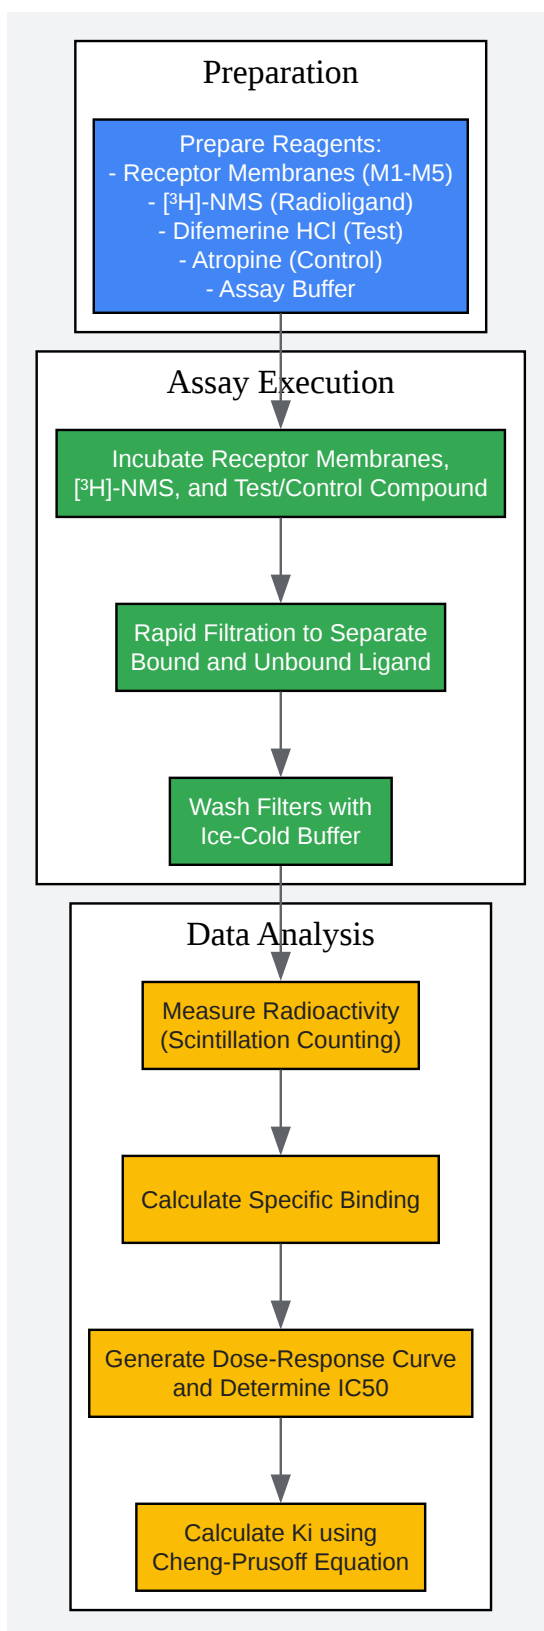 Preparation
Prepare Reagents:
- Receptor Membranes (M1-M5)
- [³H]-NMS (Radioligand)
- Difemerine HCl (Test)
- Atropine (Control)
- Assay Buffer
Assay Execution
Incubate Receptor Membranes,
[³H]-NMS, and Test/Control Compound
Rapid Filtration to Separate
Bound and Unbound Ligand
Wash Filters with
Ice-Cold Buffer
Data Analysis
Measure Radioactivity
(Scintillation Counting)
Calculate Specific Binding
Generate Dose-Response Curve
and Determine IC50
Calculate Ki using
Cheng-Prusoff Equation